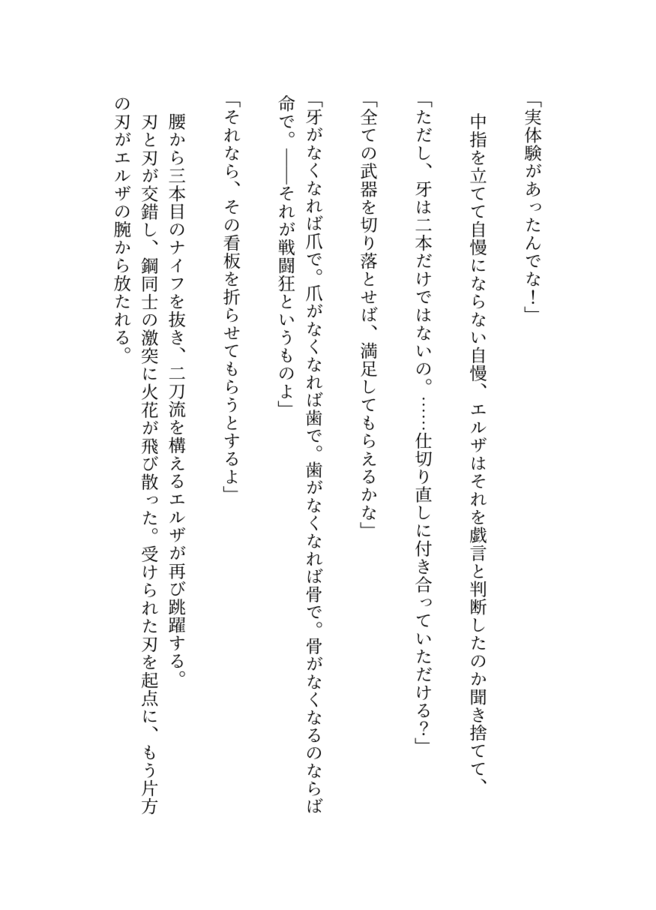 「実体験があったんでな！」
中指を立てて自慢にならない自慢、エルザはそれを戯言と判断したのか聞き捨てて、
「ただし、牙は二本だけではないの。……仕切り直しに付き合っていただける？」
「全ての武器を切り落とせば、満足してもらえるかな」
「牙がなくなれば爪で。爪がなくなれば歯で。歯がなくなれば骨で。骨がなくなるのならば
命で。――それが戦闘狂というものよ」
「それなら、その看板を折らせてもらうとするよ」
腰から三本目のナイフを抜き、二刀流を構えるエルザが再び跳躍する。
刃と刃が交錯し、鋼同士の激突に火花が飛び散った。受けられた刃を起点に、もう片方
の刃がエルザの腕から放たれる。